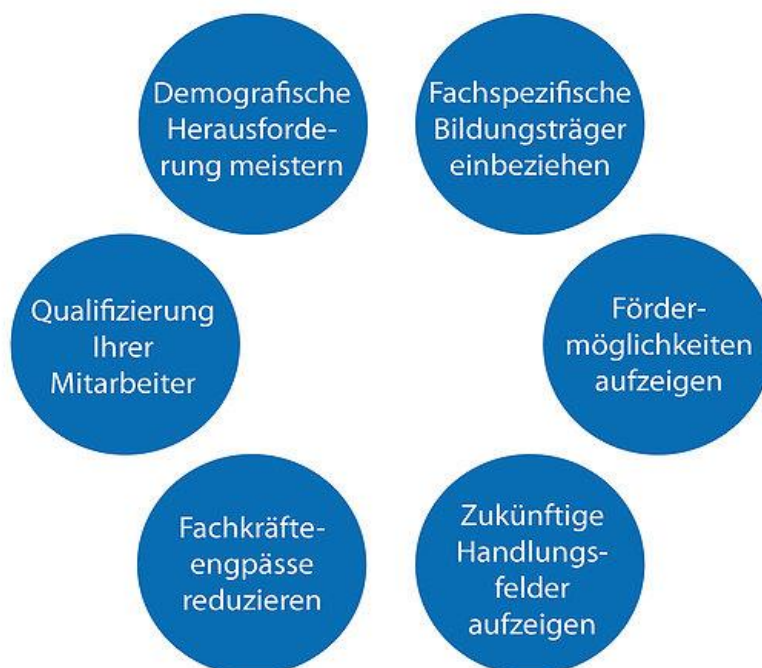 Demografische
Herausforde-
rung meistern
Fachspezifische
Bildungsträger
einbeziehen
Qualifizierung
Ihrer
Mitarbeiter
Förder-
möglichkeiten
aufzeigen
Fachkräfte-
engpässe
reduzieren
Zukünftige
Handlungs-
felder
aufzeigen